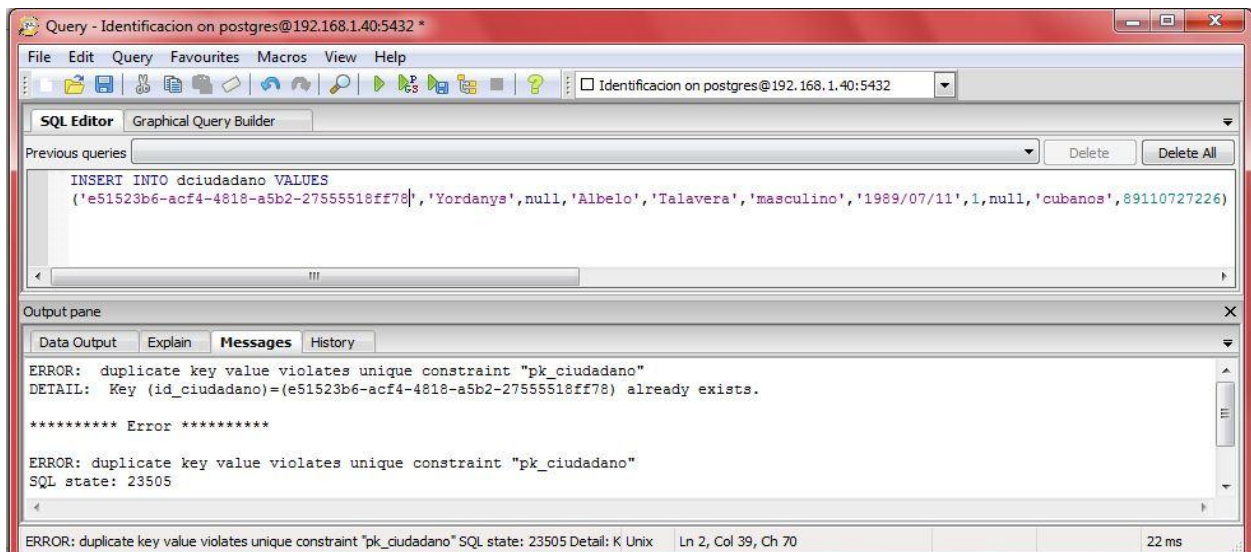 Query - Identificacion on postgres@192.168.1.40:5432 *
File Edit Query Favourites Macros View Help
Identificacion on postgres@192.168.1.40:5432
SQL Editor Graphical Query Builder
Previous queries Delete Delete All
INSERT INTO dciudadano VALUES
('e51523b6-acf4-4818-a5b2-27555518ff78','Yordanys',null,'Albelo','Talavera','masculino','1989/07/11',1,null,'cubanos',89110727226)
Output pane
Data Output Explain Messages History
ERROR: duplicate key value violates unique constraint "pk_ciudadano"
DETAIL: Key (id_ciudadano)=(e51523b6-acf4-4818-a5b2-27555518ff78) already exists.
********** Error **********
ERROR: duplicate key value violates unique constraint "pk_ciudadano"
SQL state: 23505
ERROR: duplicate key value violates unique constraint "pk_ciudadano" SQL state: 23505 Detail: K Unix Ln 2, Col 39, Ch 70 22 ms